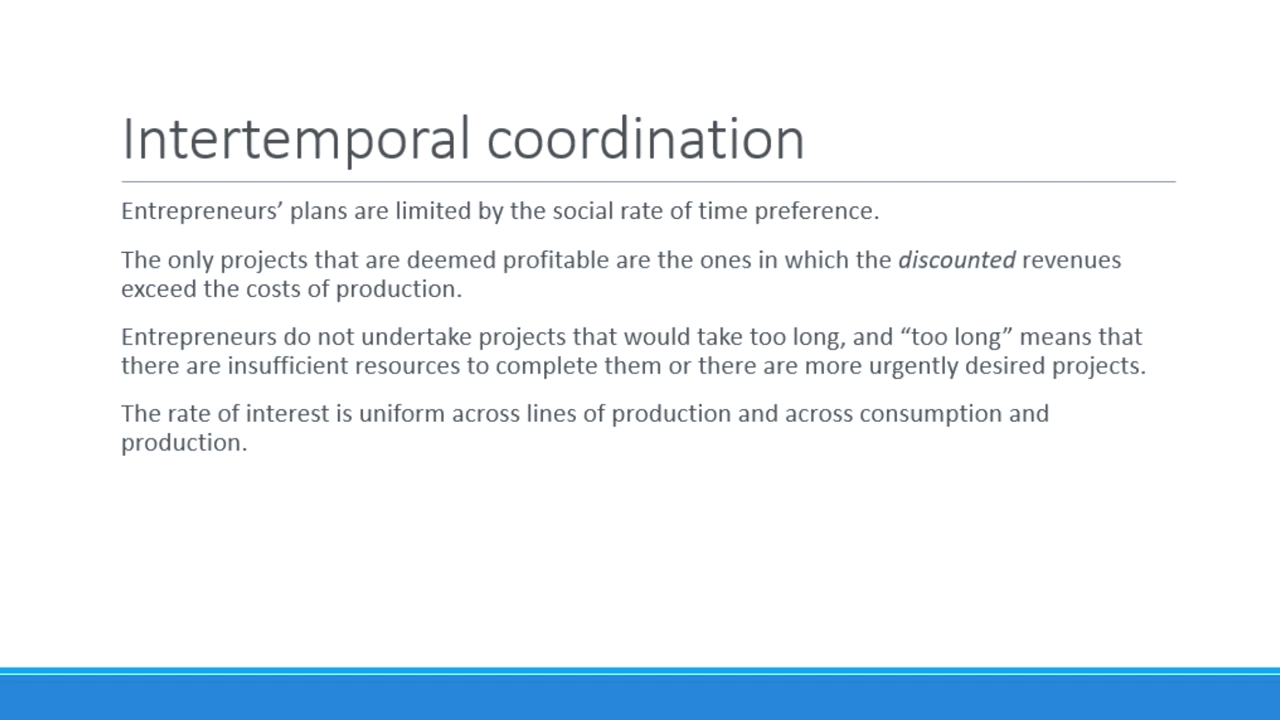 Intertemporal coordination
Entrepreneurs’ plans are limited by the social rate of time preference.
The only projects that are deemed profitable are the ones in which the discounted revenues
exceed the costs of production.
Entrepreneurs do not undertake projects that would take too long, and “too long” means that
there are insufficient resources to complete them or there are more urgently desired projects.
The rate of interest is uniform across lines of production and across consumption and
production.